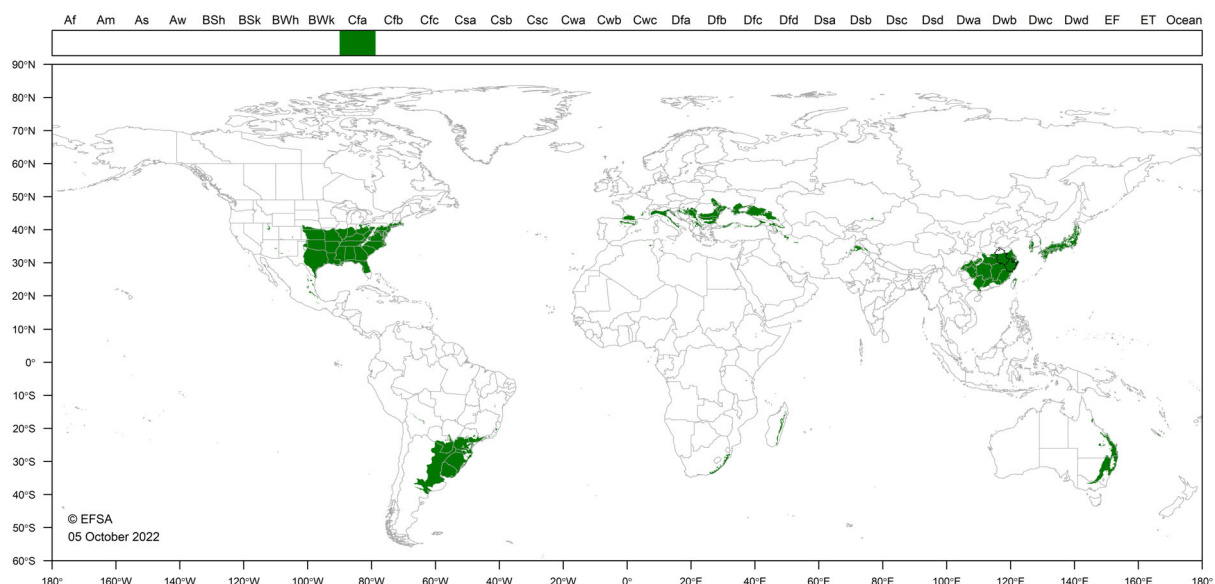 Af Am As Aw BSh BSk BWh BWk Cfa Cfb Cfc Csa Csb Csc Cwa Cwb Cwc Dfa Dfb Dfc Dfd Dsa Dsb Dsc Dsd Dwa Dwb Dwc Dwd EF ET Ocean
90°N
80°N
70°N
60°N
50°N
40°N
30°N
20°N
10°N
0°
10°S
20°S
30°S
40°S
50°S
60°S
© EFSA
05 October 2022
180° 160°W 140°W 120°W 100°W 80°W 60°W 40°W 20°W 0° 20°E 40°E 60°E 80°E 100°E 120°E 140°E 160°E 180°